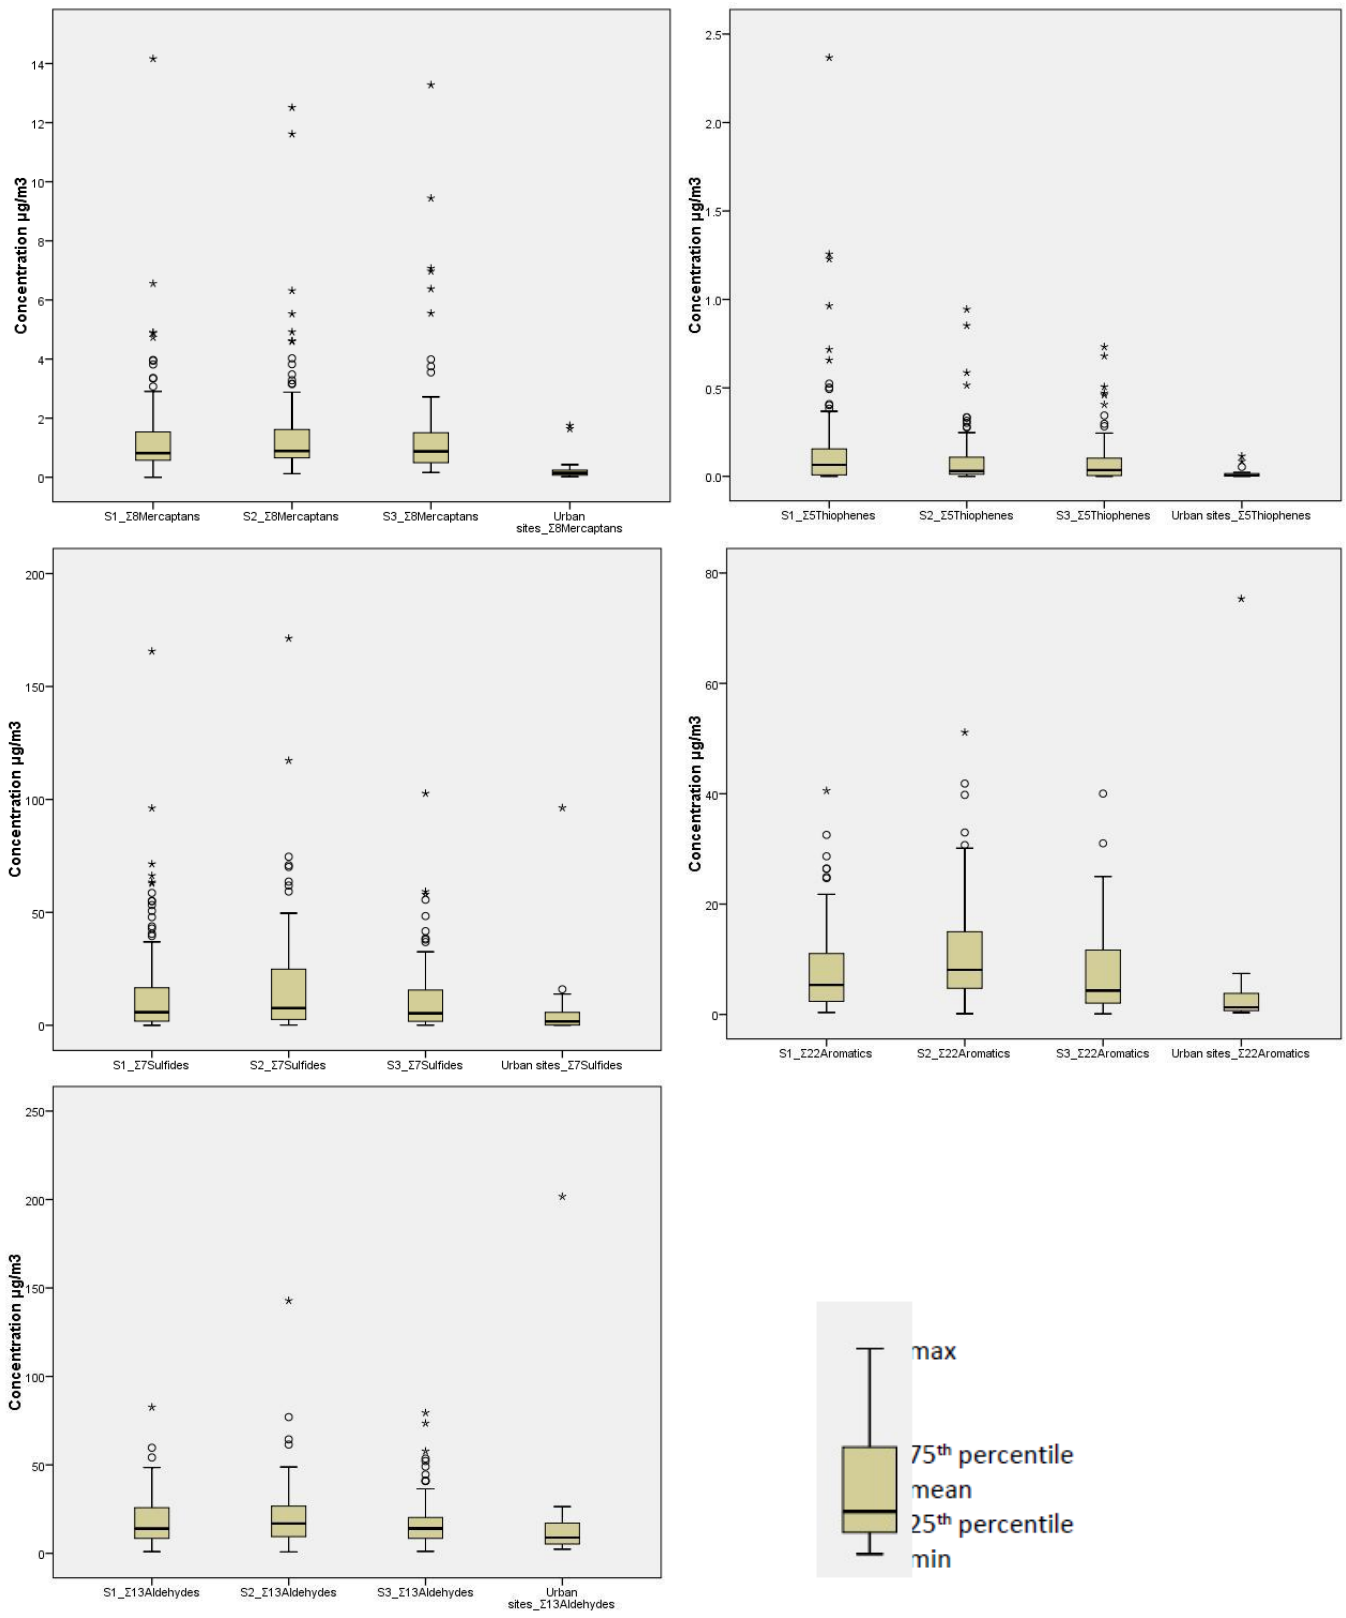 Concentration µg/m3
14
12
10
8
6
4
2
0
S1_Σ8Mercaptans
S2_Σ8Mercaptans
S3_Σ8Mercaptans
Urban
sites_Σ8Mercaptans
Concentration µg/m3
2.5
2.0
1.5
1.0
0.5
0.0
S1_Σ5Thiophenes
S2_Σ5Thiophenes
S3_Σ5Thiophenes
Urban sites_Σ5Thiophenes
Concentration µg/m3
200
150
100
50
0
S1_Σ7Sulfides
S2_Σ7Sulfides
S3_Σ7Sulfides
Urban sites_Σ7Sulfides
Concentration µg/m3
80
60
40
20
0
S1_Σ22Aromatics
S2_Σ22Aromatics
S3_Σ22Aromatics
Urban sites_Σ22Aromatics
Concentration µg/m3
250
200
150
100
50
0
S1_Σ13Aldehydes
S2_Σ13Aldehydes
S3_Σ13Aldehydes
Urban
sites_Σ13Aldehydes
max
75th percentile
mean
25th percentile
min